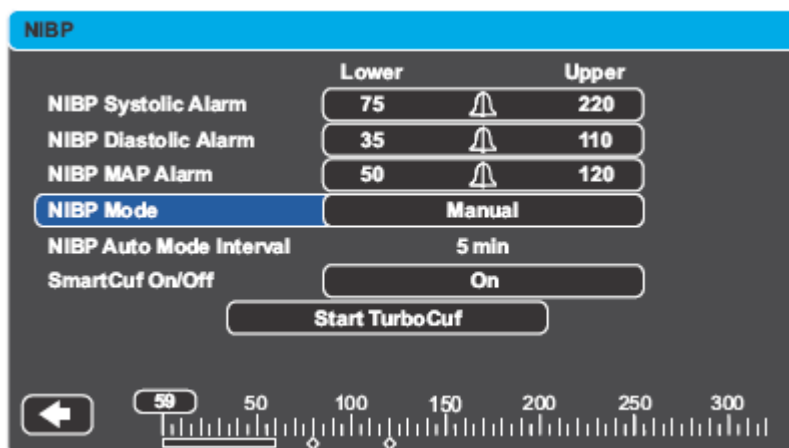 NIBP
Lower Upper
NIBP Systolic Alarm 75 220
NIBP Diastolic Alarm 35 110
NIBP MAP Alarm 50 120
NIBP Mode Manual
NIBP Auto Mode Interval 5 min
SmartCuf On/Off On
Start TurboCuf
59 50 100 150 200 250 300